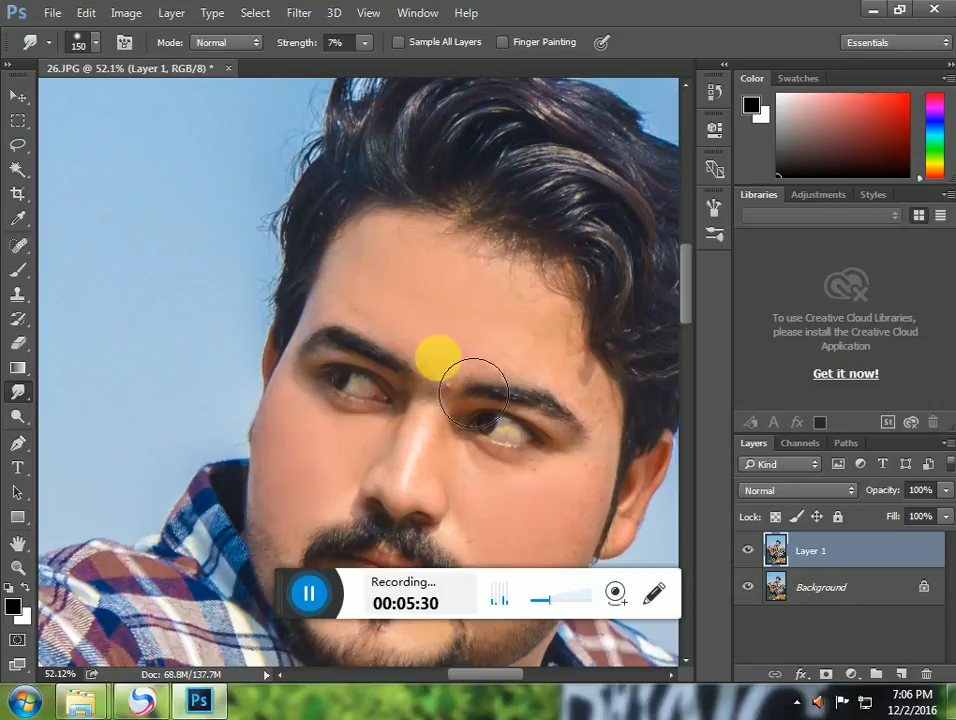 Ps File Edit Image Layer Type Select Filter 3D View Window Help
150 Mode: Normal Strength: 7% Sample All Layers Finger Painting Essentials
26.JPG @ 52.1% (Layer 1, RGB/8) *
Color Swatches
Libraries Adjustments Styles
To use Creative Cloud Libraries,
please install the Creative Cloud
Application
Get it now!
Layers Channels Paths
Kind
Normal Opacity: 100%
Lock: Fill: 100%
Layer 1
Background
Recording...
00:05:30
52.12% Doc: 68.8M/137.7M
Ps
7:06 PM
12/2/2016